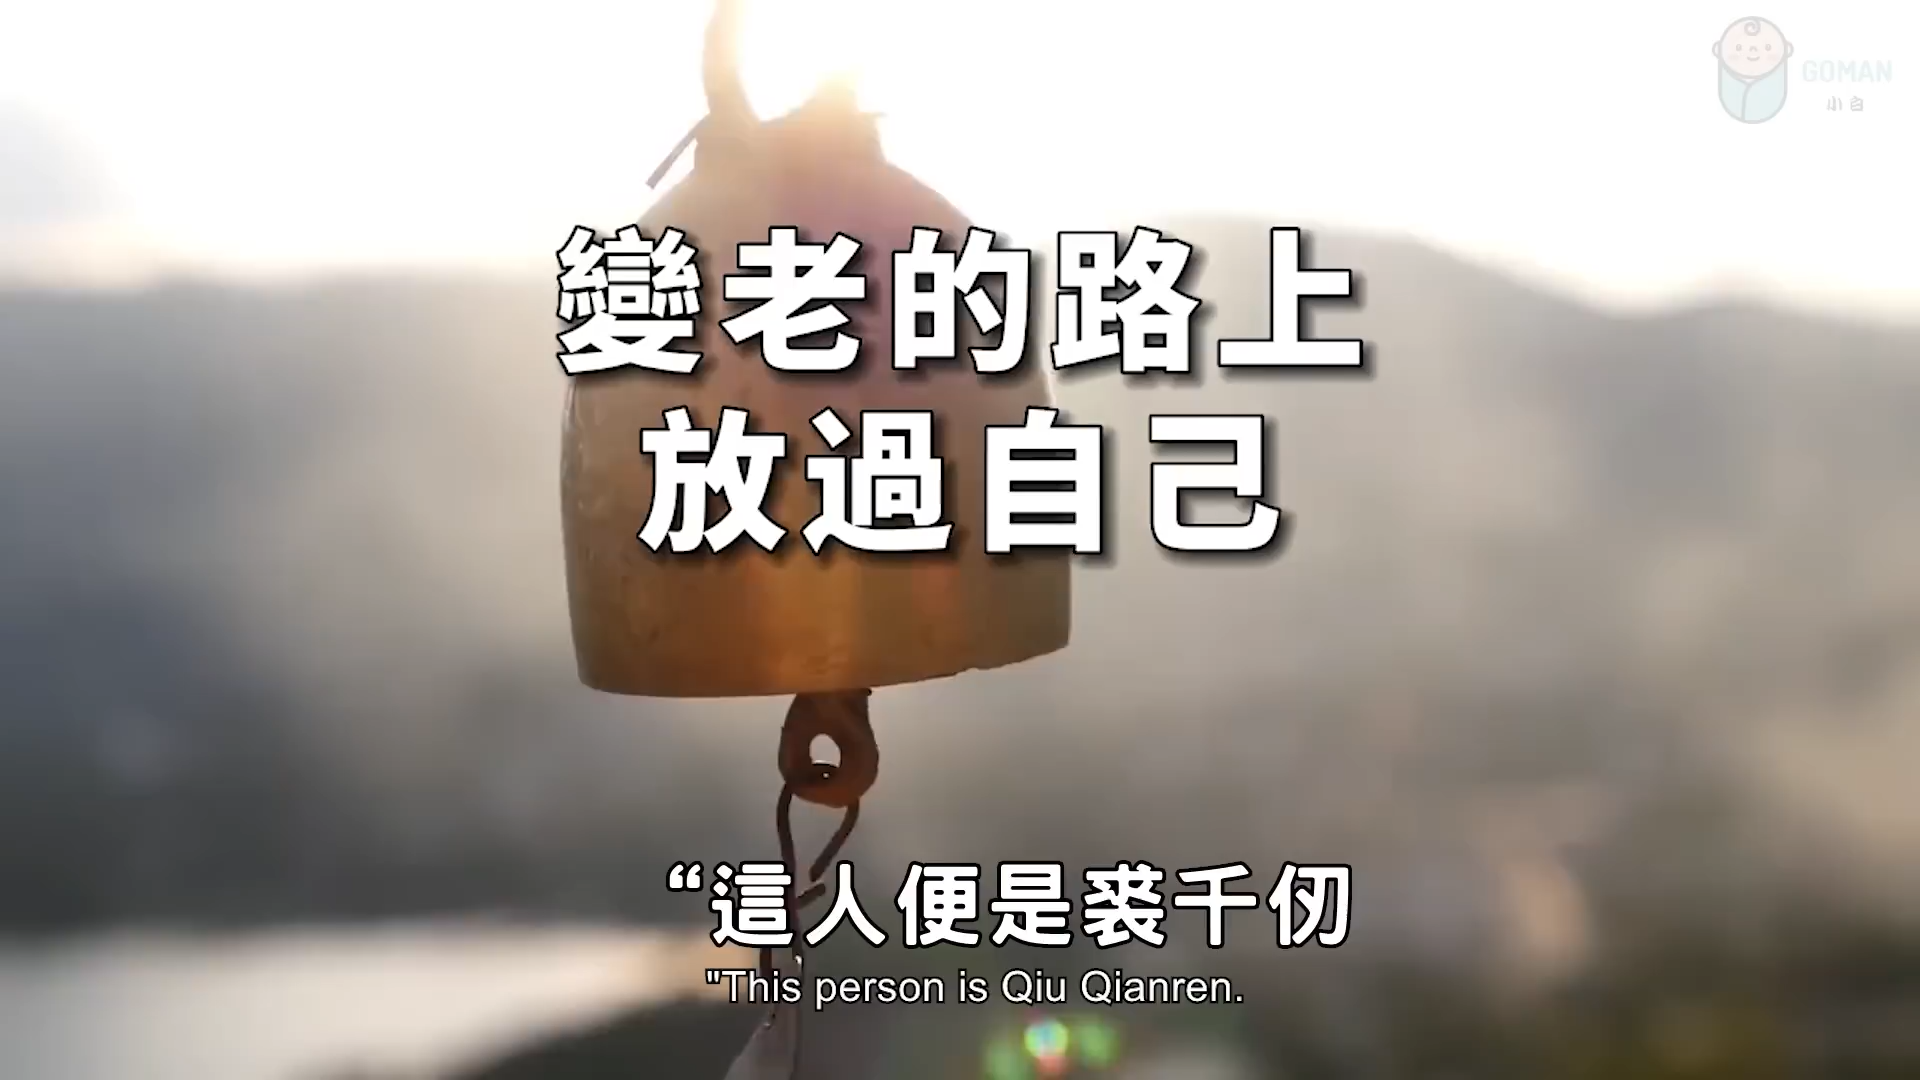 GOMAN
小白
變老的路上
放過自己
“這人便是裘千仞
"This person is Qiu Qianren.